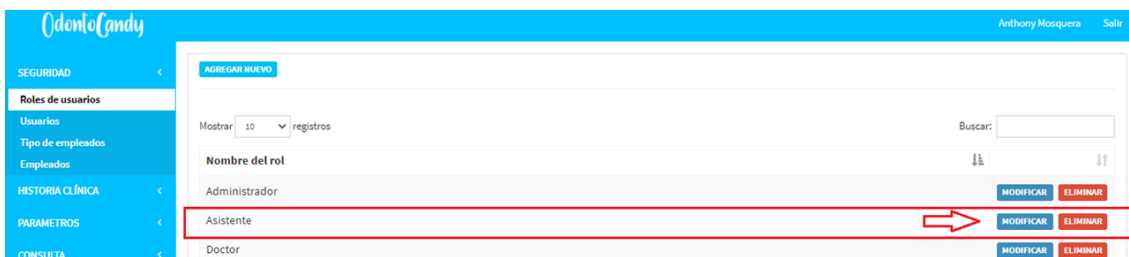 OdontoCandy
Anthony Mosquera Salir
SEGURIDAD
Roles de usuarios
Usuarios
Tipo de empleados
Empleados
HISTORIA CLÍNICA
PARAMETROS
CONSULTA
AGREGAR NUEVO
Mostrar 10 registros Buscar:
Nombre del rol
Administrador MODIFICAR ELIMINAR
Asistente MODIFICAR ELIMINAR
Doctor MODIFICAR ELIMINAR